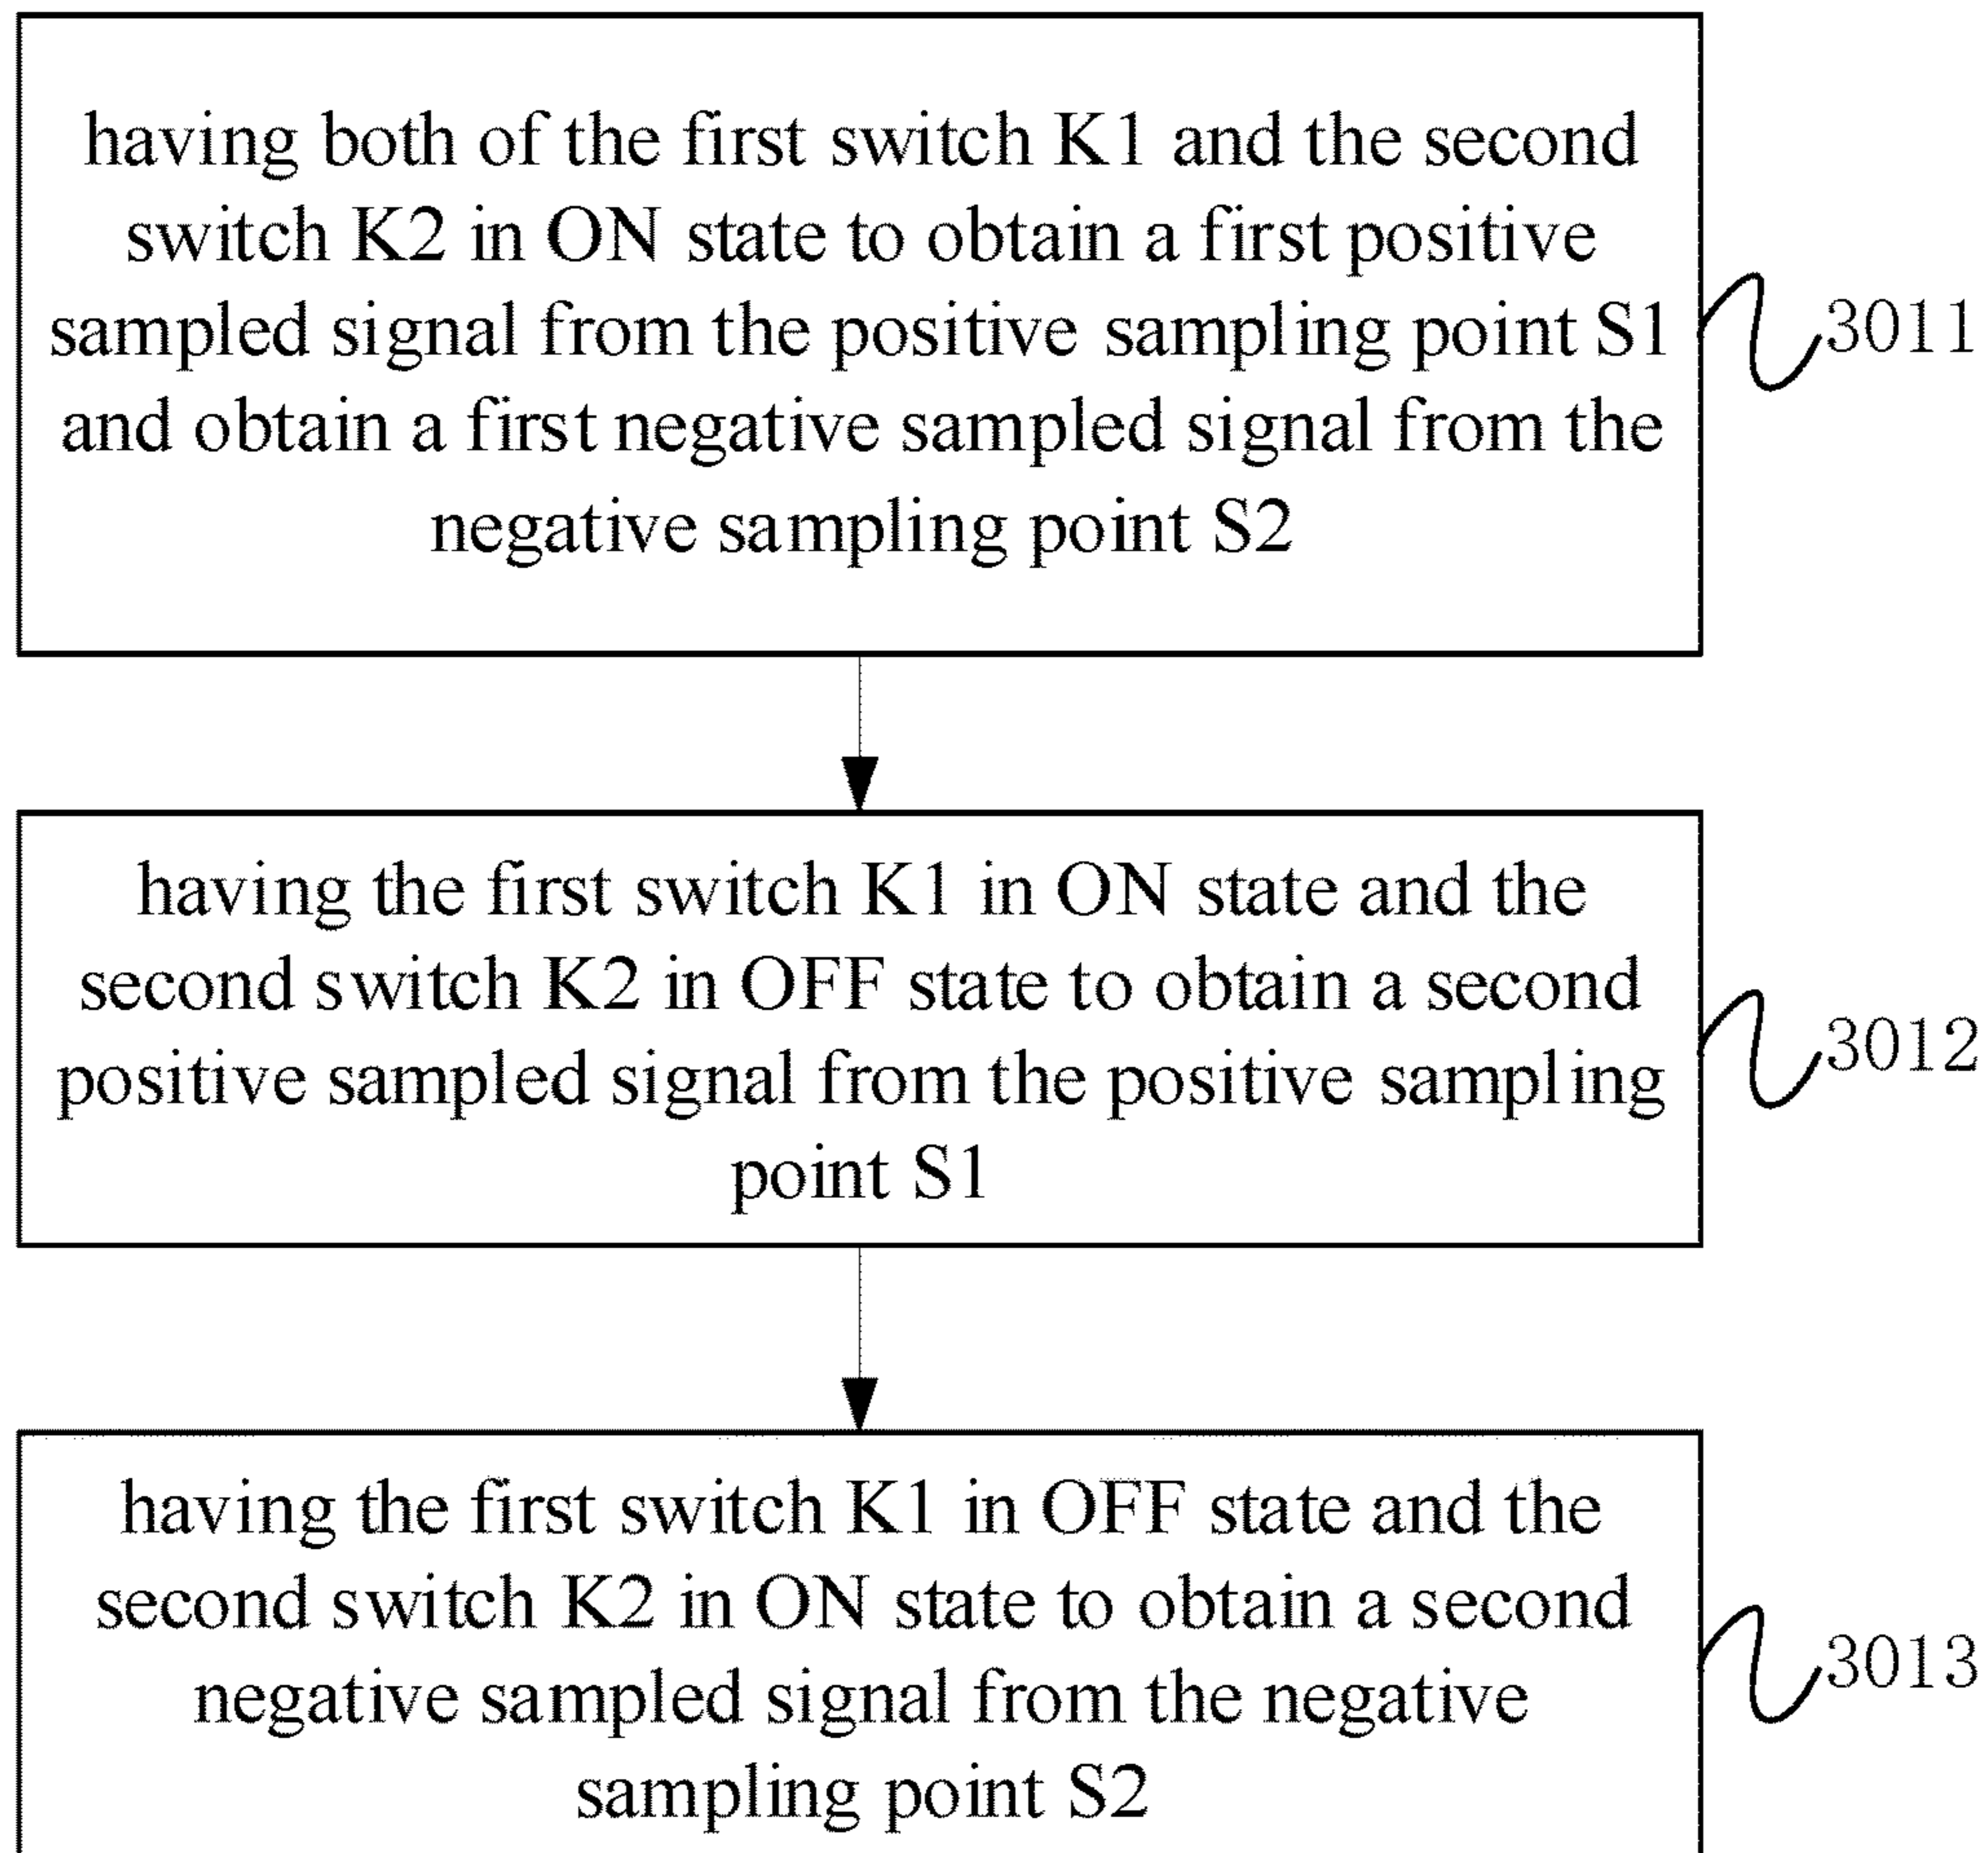 having both of the first switch K1 and the second
switch K2 in ON state to obtain a first positive
sampled signal from the positive sampling point S1
and obtain a first negative sampled signal from the
negative sampling point S2
3011
having the first switch K1 in ON state and the
second switch K2 in OFF state to obtain a second
positive sampled signal from the positive sampling
point S1
3012
having the first switch K1 in OFF state and the
second switch K2 in ON state to obtain a second
negative sampled signal from the negative
sampling point S2
3013